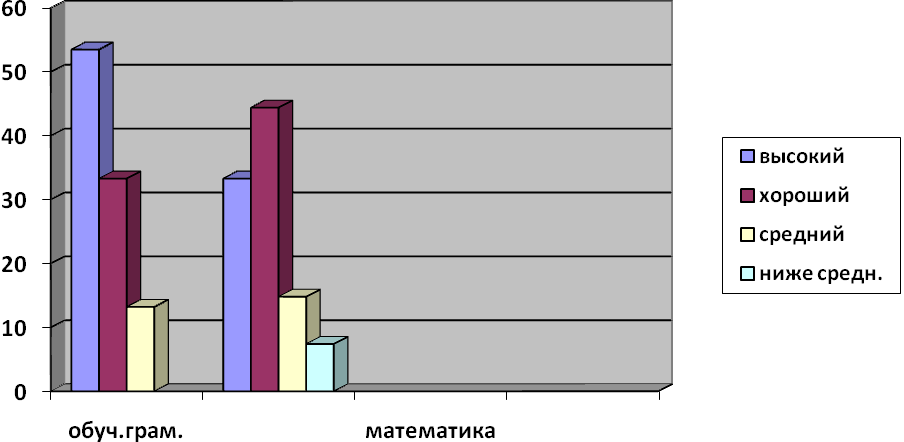 60
50
40
30
20
10
0
обуч.грам. математика
высокий
хороший
средний
ниже средн.